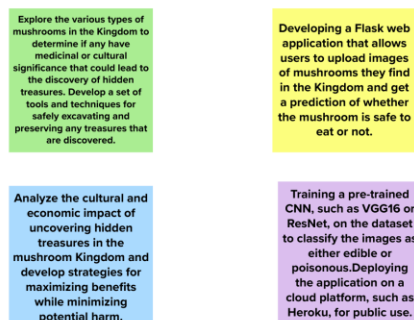 Explore the various types of
mushrooms in the Kingdom to
determine if any have
medicinal or cultural
significance that could lead to
the discovery of hidden
treasures. Develop a set of
tools and techniques for
safely excavating and
preserving any treasures that
are discovered.
Developing a Flask web
application that allows
users to upload images
of mushrooms they find
in the Kingdom and get
a prediction of whether
the mushroom is safe to
eat or not.
Analyze the cultural and
economic impact of
uncovering hidden
treasures in the
mushroom Kingdom and
develop strategies for
maximizing benefits
while minimizing
potential harm.
Training a pre-trained
CNN, such as VGG16 or
ResNet, on the dataset
to classify the images as
either edible or
poisonous.Deploying
the application on a
cloud platform, such as
Heroku, for public use.